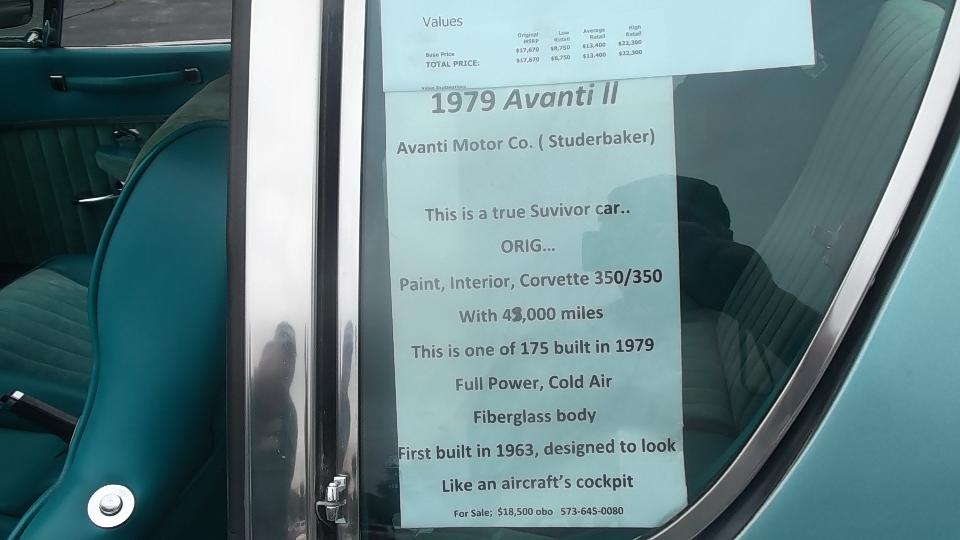 Values
Original Low Average High
MSRP Retail Retail Retail
Base Price $17,670 $8,750 $13,400 $22,300
TOTAL PRICE: $17,670 $8,750 $13,400 $22,300
1979 Avanti II
Avanti Motor Co. ( Studerbaker)
This is a true Suvivor car..
ORIG...
Paint, Interior, Corvette 350/350
With 43,000 miles
This is one of 175 built in 1979
Full Power, Cold Air
Fiberglass body
First built in 1963, designed to look
Like an aircraft's cockpit
For Sale; $18,500 obo 573-645-0080